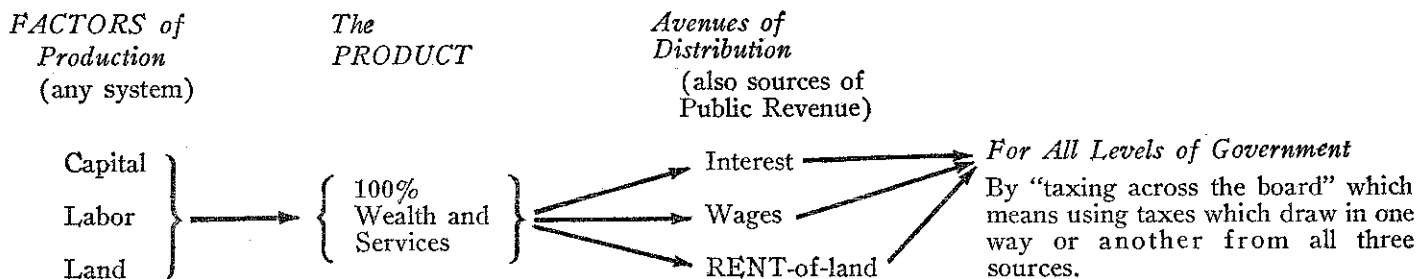 FACTORS of
Production
(any system)
The
PRODUCT
Avenues of
Distribution
(also sources of
Public Revenue)
Capital
Labor
Land
100%
Wealth and
Services
Interest
Wages
RENT-of-land
For All Levels of Government
By “taxing across the board” which
means using taxes which draw in one
way or another from all three
sources.